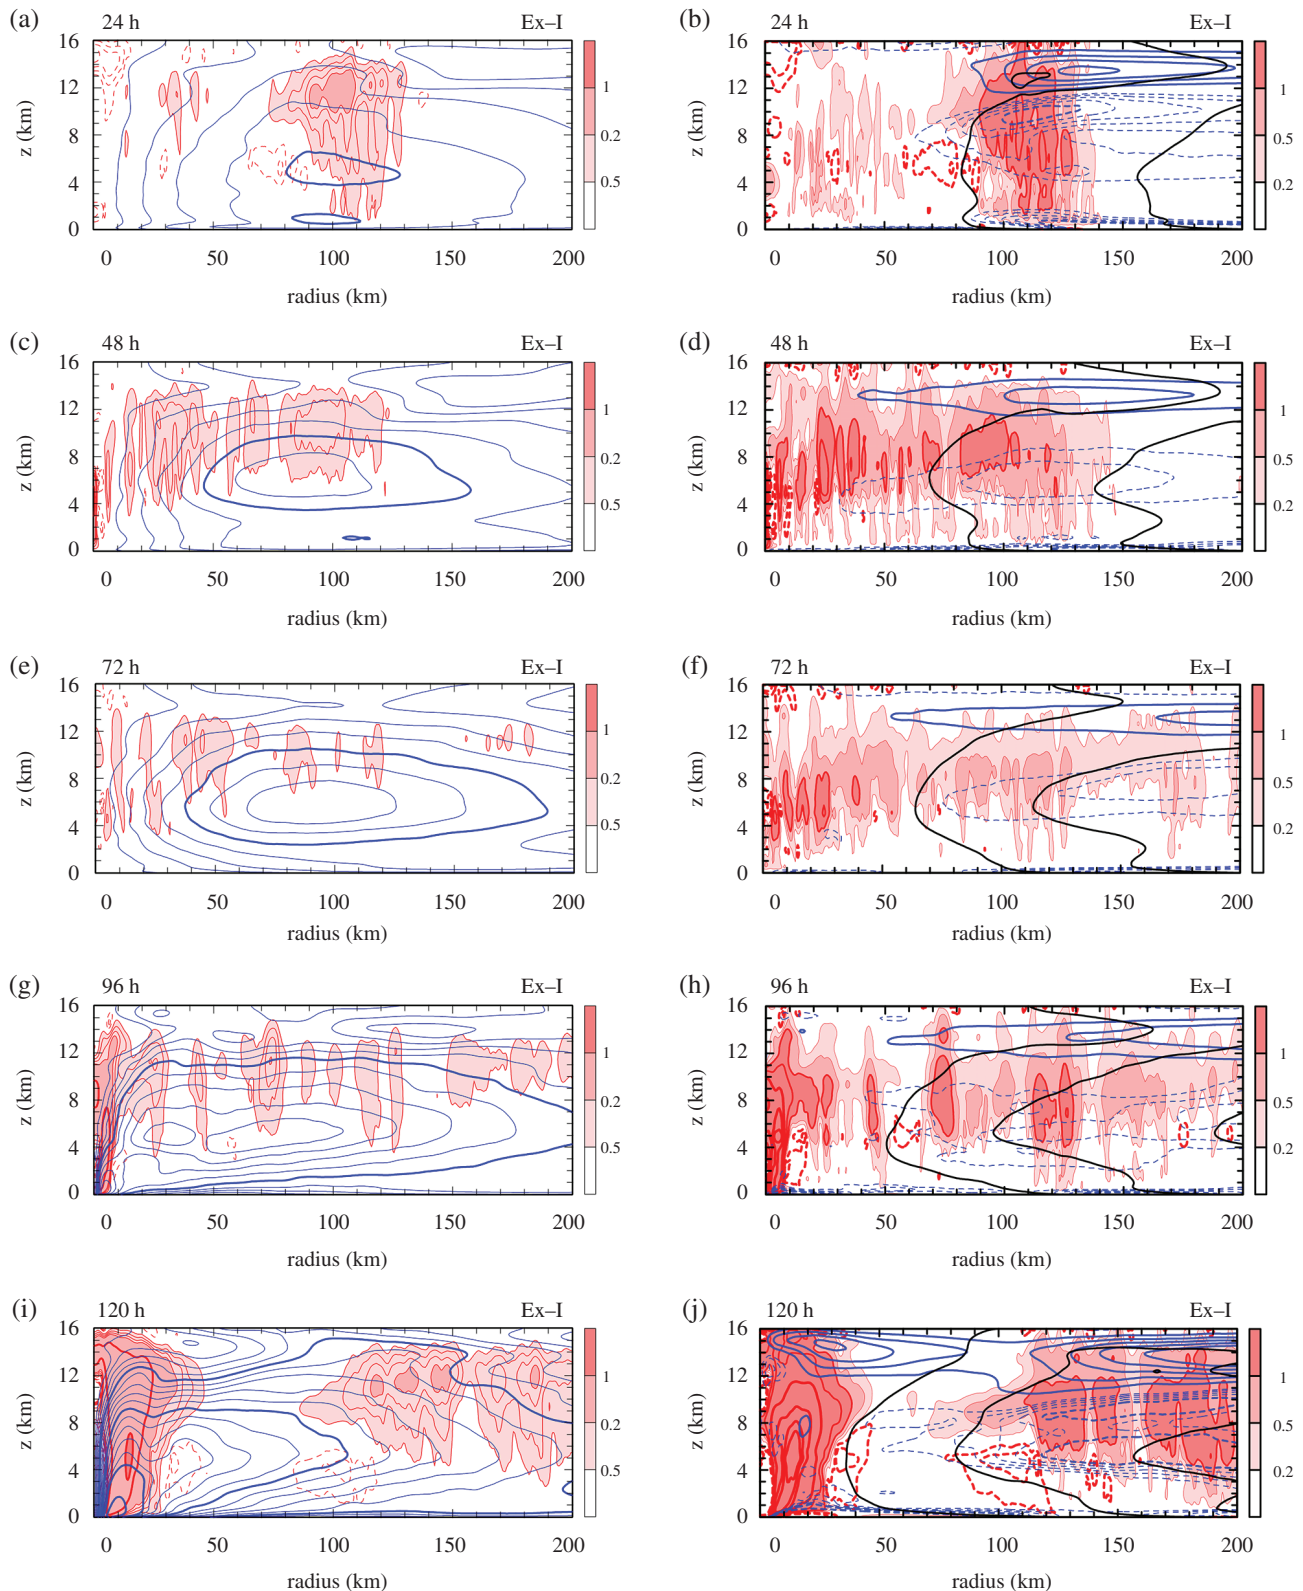 (a) 24 h Ex–I
(b) 24 h Ex–I
16
12
8
4
0
z (km)
0 50 100 150 200
radius (km)
1
0.2
0.5
16
12
8
4
0
z (km)
0 50 100 150 200
radius (km)
1
0.5
0.2
(c) 48 h Ex–I
(d) 48 h Ex–I
16
12
8
4
0
z (km)
0 50 100 150 200
radius (km)
1
0.2
0.5
16
12
8
4
0
z (km)
0 50 100 150 200
radius (km)
1
0.5
0.2
(e) 72 h Ex–I
(f) 72 h Ex–I
16
12
8
4
0
z (km)
0 50 100 150 200
radius (km)
1
0.2
0.5
16
12
8
4
0
z (km)
0 50 100 150 200
radius (km)
1
0.5
0.2
(g) 96 h Ex–I
(h) 96 h Ex–I
16
12
8
4
0
z (km)
0 50 100 150 200
radius (km)
1
0.2
0.5
16
12
8
4
0
z (km)
0 50 100 150 200
radius (km)
1
0.5
0.2
(i) 120 h Ex–I
(j) 120 h Ex–I
16
12
8
4
0
z (km)
0 50 100 150 200
radius (km)
1
0.2
0.5
16
12
8
4
0
z (km)
0 50 100 150 200
radius (km)
1
0.5
0.2